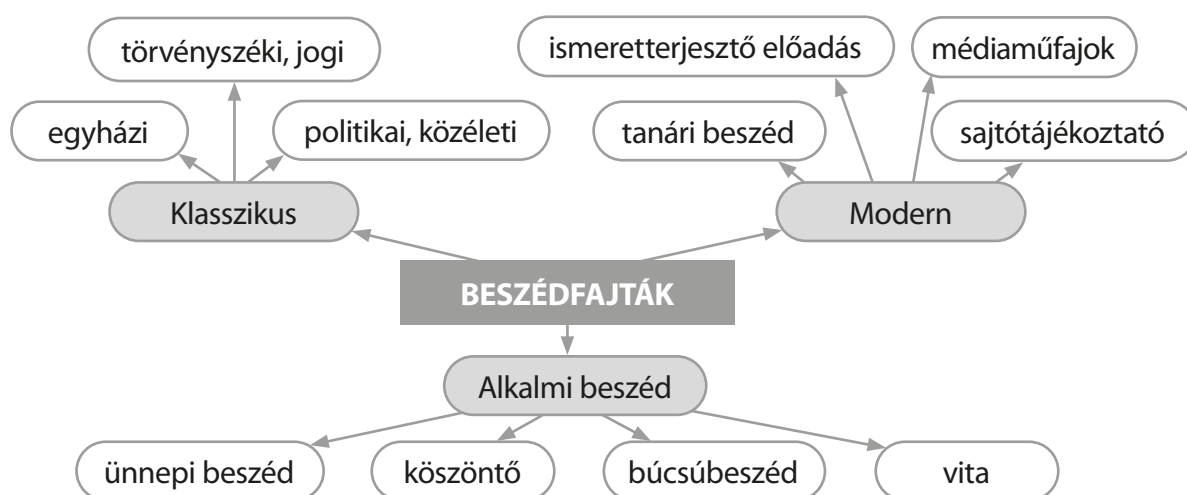 törvényszéki, jogi
ismeretterjesztő előadás
médiaműfajok
egyházi
politikai, közéleti
tanári beszéd
sajtótájékoztató
Klasszikus
Modern
BESZÉDFAJTÁK
Alkalmi beszéd
ünnepi beszéd
köszöntő
búcsúbeszéd
vita